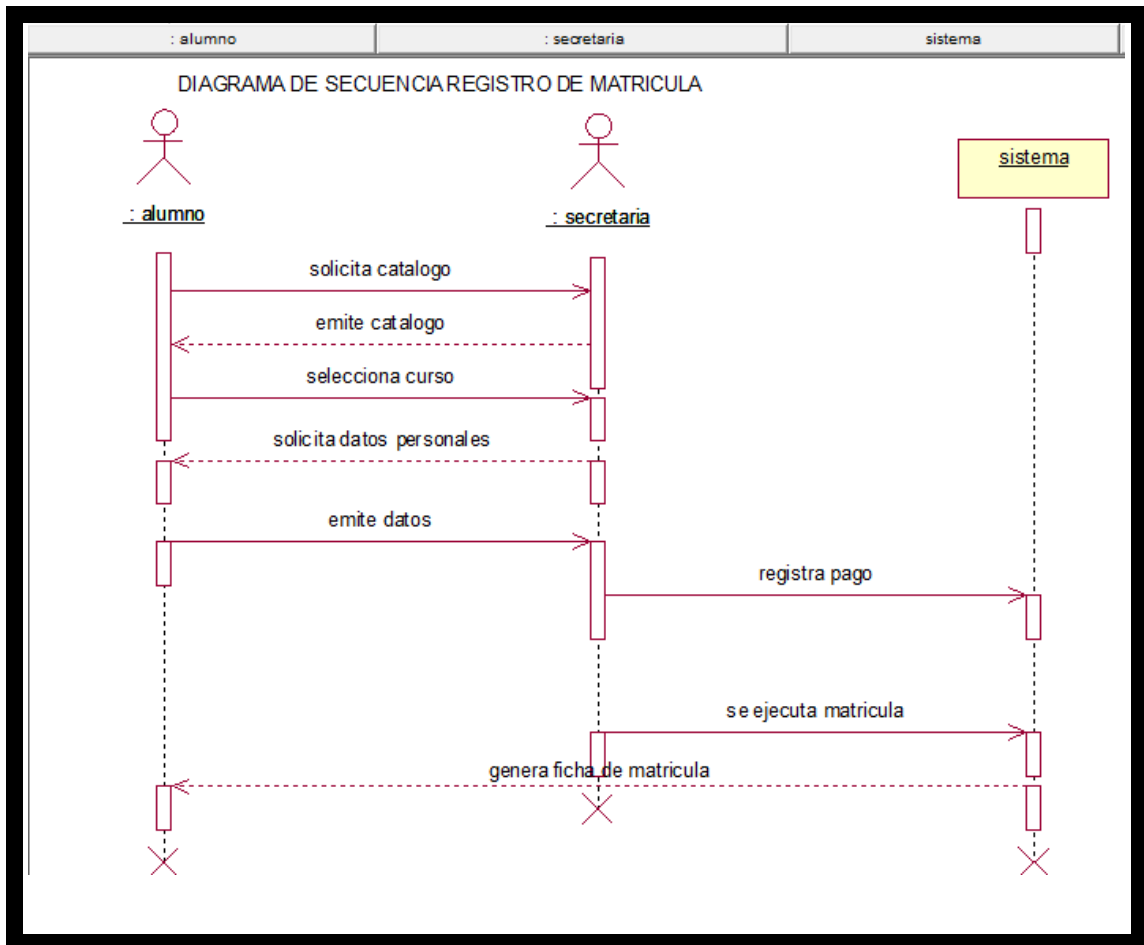 : alumno
: secretaria
sistema
DIAGRAMA DE SECUENCIA REGISTRO DE MATRICULA
: alumno
: secretaria
sistema
solicita catalogo
emite catalogo
selecciona curso
solicita datos personales
emite datos
registra pago
se ejecuta matricula
genera ficha de matricula